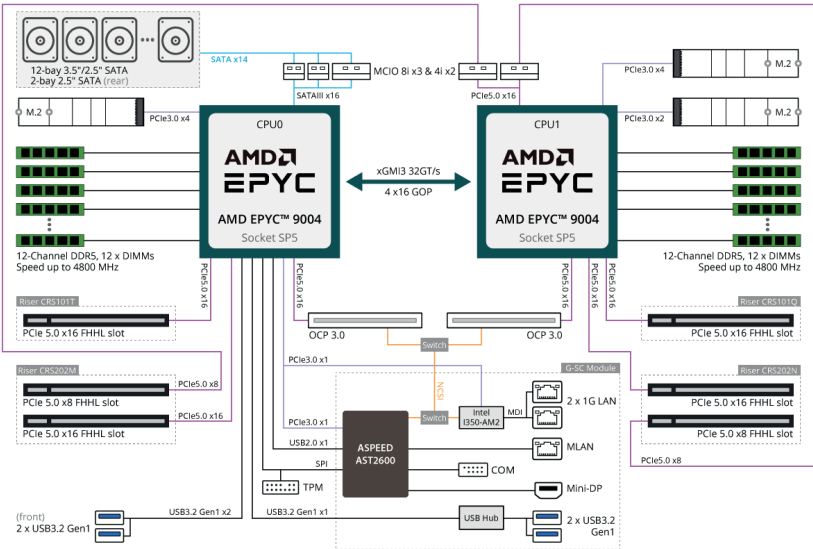 12-bay 3.5"/2.5" SATA
2-bay 2.5" SATA (rear)
SATA x14
MCIO 8i x3 & 4i x2
SATAIII x16
PCIe5.0 x16
PCIe3.0 x4
M.2
M.2
PCIe3.0 x4
PCIe3.0 x2
M.2
CPU0
AMD
EPYC
AMD EPYC™ 9004
Socket SP5
xGMI3 32GT/s
4 x16 GOP
CPU1
AMD
EPYC
AMD EPYC™ 9004
Socket SP5
12-Channel DDR5, 12 x DIMMs
Speed up to 4800 MHz
12-Channel DDR5, 12 x DIMMs
Speed up to 4800 MHz
PCIe5.0 x16
PCIe5.0 x16
PCIe5.0 x16
PCIe5.0 x16
PCIe5.0 x16
PCIe5.0 x16
Riser CRS101T
PCIe 5.0 x16 FHHL slot
OCP 3.0
OCP 3.0
Riser CRS101Q
PCIe 5.0 x16 FHHL slot
Switch
PCIe3.0 x1
Riser CRS202M
PCIe5.0 x8
PCIe 5.0 x8 FHHL slot
PCIe5.0 x16
PCIe 5.0 x16 FHHL slot
G-SC Module
NCSI
Switch
Intel
I350-AM2
MDI
2 x 1G LAN
Riser CRS202N
PCIe 5.0 x16 FHHL slot
PCIe 5.0 x8 FHHL slot
PCIe5.0 x8
PCIe3.0 x1
USB2.0 x1
SPI
ASPEED
AST2600
TPM
MLAN
COM
Mini-DP
(front)
2 x USB3.2 Gen1
USB3.2 Gen1 x2
USB3.2 Gen1 x1
USB Hub
2 x USB3.2
Gen1